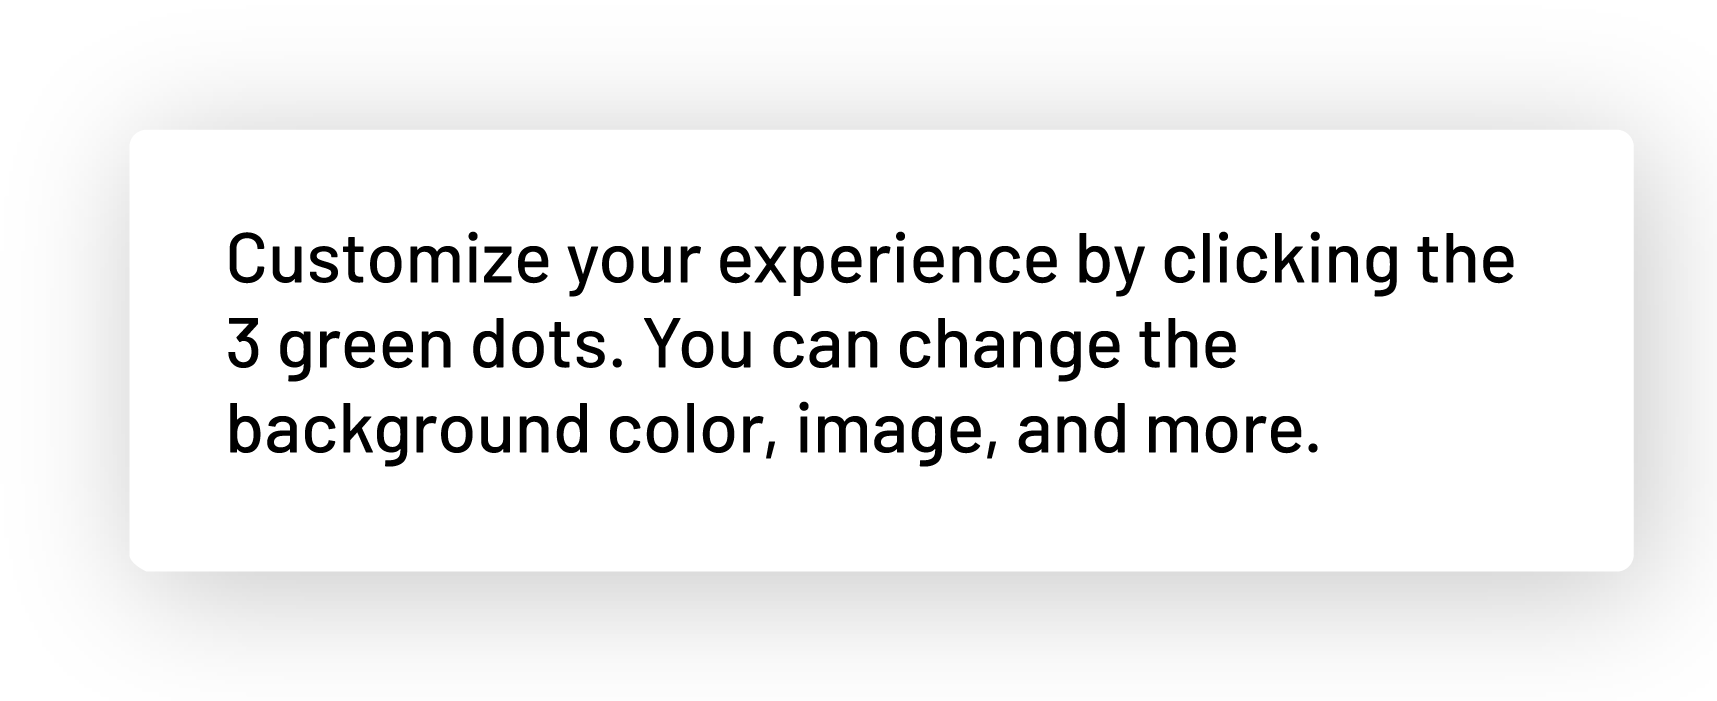 Customize your experience by clicking the
3 green dots. You can change the
background color, image, and more.